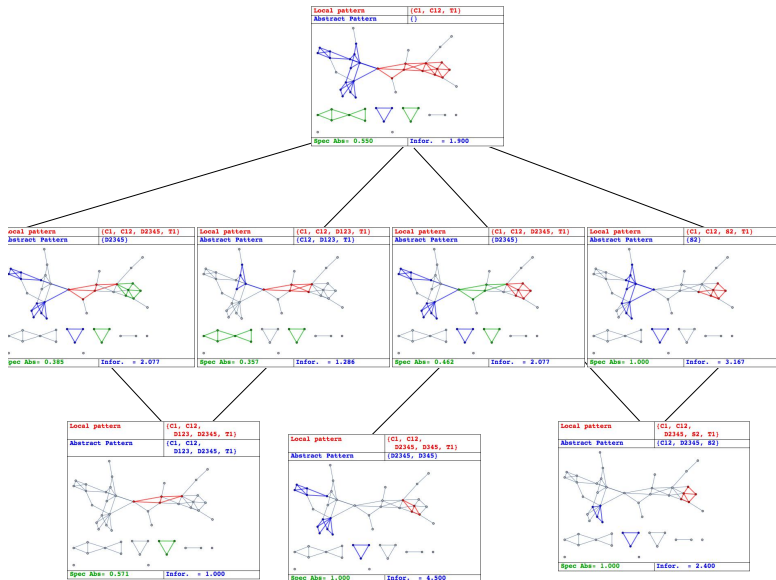 Local pattern {C1, C12, T1}
Abstract Pattern {}
Spec Abs= 0.550 Infor. = 1.900
Local pattern {C1, C12, D2345, T1}
Abstract Pattern {D2345}
Spec Abs= 0.385 Infor. = 2.077
Local pattern {C1, C12, D123, T1}
Abstract Pattern {C12, D123, T1}
Spec Abs= 0.357 Infor. = 1.286
Local pattern {C1, C12, D2345, T1}
Abstract Pattern {D2345}
Spec Abs= 0.462 Infor. = 2.077
Local pattern {C1, C12, S2, T1}
Abstract Pattern {S2}
Spec Abs= 1.000 Infor. = 3.167
Local pattern {C1, C12,
D123, D2345, T1}
Abstract Pattern {C1, C12,
D123, D2345, T1}
Spec Abs= 0.571 Infor. = 1.000
Local pattern {C1, C12,
D2345, D345, T1}
Abstract Pattern {D2345, D345}
Spec Abs= 1.000 Infor. = 4.500
Local pattern {C1, C12,
D2345, S2, T1}
Abstract Pattern {C12, D2345, S2}
Spec Abs= 1.000 Infor. = 2.400